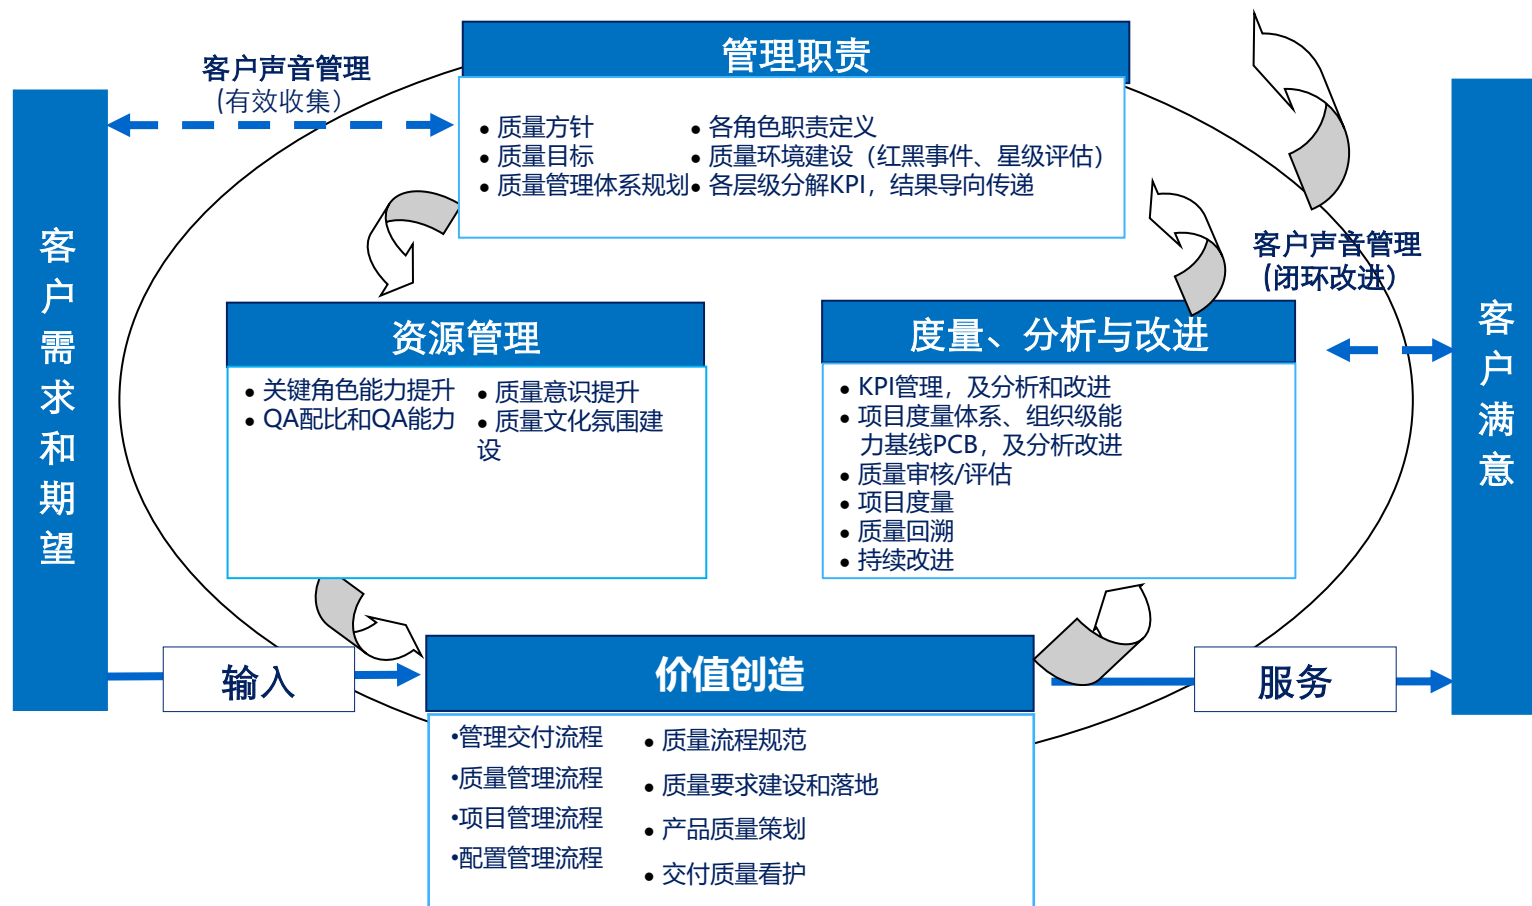 管理职责
客户声音管理
(有效收集)
● 质量方针
● 质量目标
● 质量管理体系规划
● 各角色职责定义
● 质量环境建设（红黑事件、星级评估）
● 各层级分解KPI，结果导向传递
客户需求和期望
客户声音管理
(闭环改进)
客户满意
资源管理
● 关键角色能力提升
● QA配比和QA能力
● 质量意识提升
● 质量文化氛围建
设
度量、分析与改进
● KPI管理，及分析和改进
● 项目度量体系、组织级能
力基线PCB，及分析改进
● 质量审核/评估
● 项目度量
● 质量回溯
● 持续改进
输入
价值创造
服务
•管理交付流程
•质量管理流程
•项目管理流程
•配置管理流程
● 质量流程规范
● 质量要求建设和落地
● 产品质量策划
● 交付质量看护